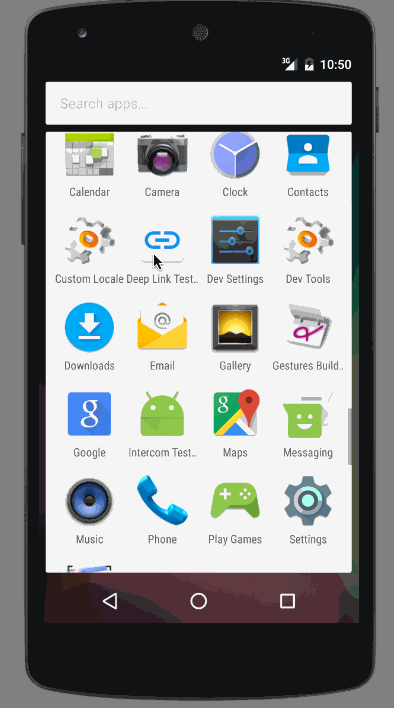 3G 10:50
Search apps...
Calendar Camera Clock Contacts
Custom Locale Deep Link Test.. Dev Settings Dev Tools
Downloads Email Gallery Gestures Build..
Google Intercom Test.. Maps Messaging
Music Phone Play Games Settings